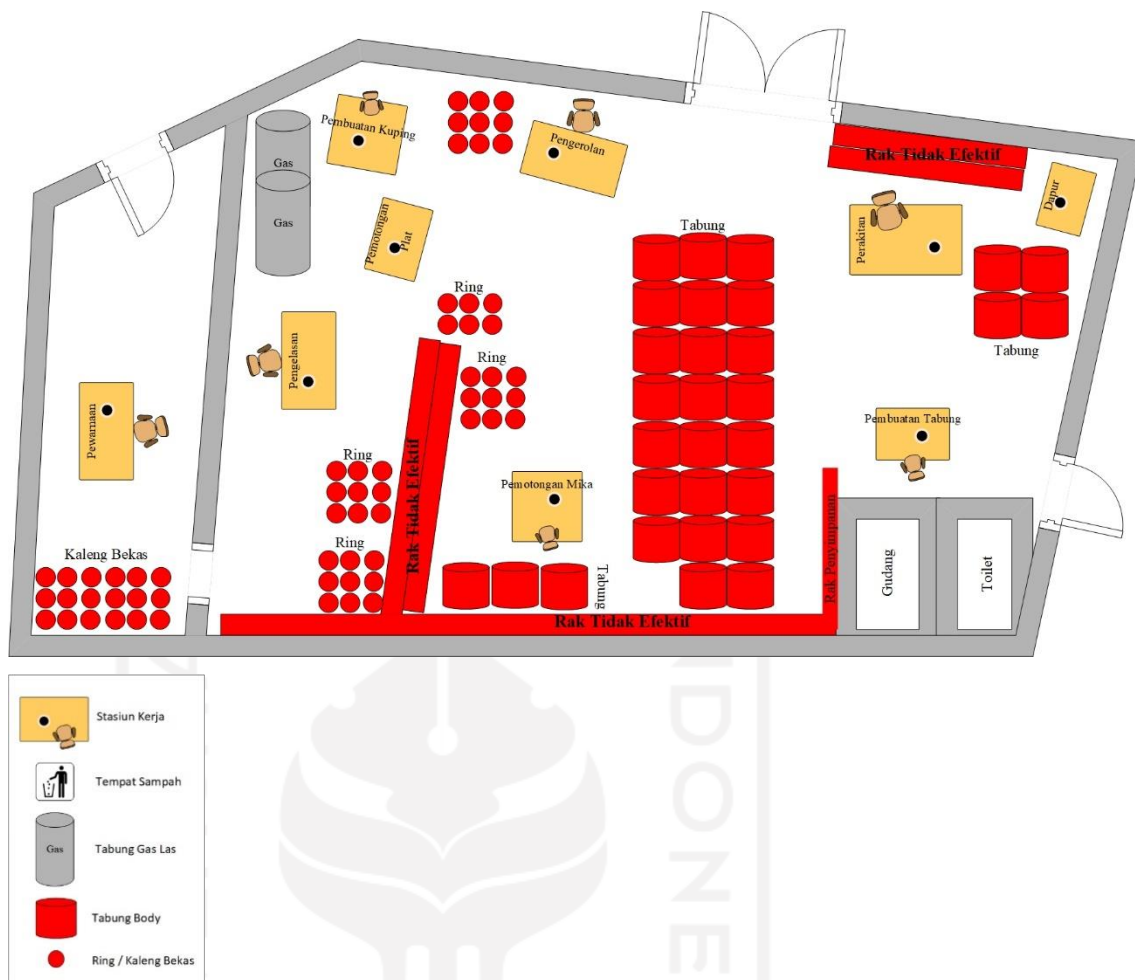 Pembuatan Kuping
Pengerolan
Rak Tidak Efektif
Dapur
Gas
Gas
Pemotongan
Plat
Perakitan
Tabung
Ring
Tabung
Pengelasan
Ring
Pewarnaan
Pembuatan Tabung
Ring
Rak Tidak Efektif
Pemotongan Mika
Kaleng Bekas
Ring
Tabung
Rak Penyimpanan
Gudang
Toilet
Rak Tidak Efektif
Stasiun Kerja
Tempat Sampah
Gas
Tabung Gas Las
Tabung Body
Ring / Kaleng Bekas
NDONE